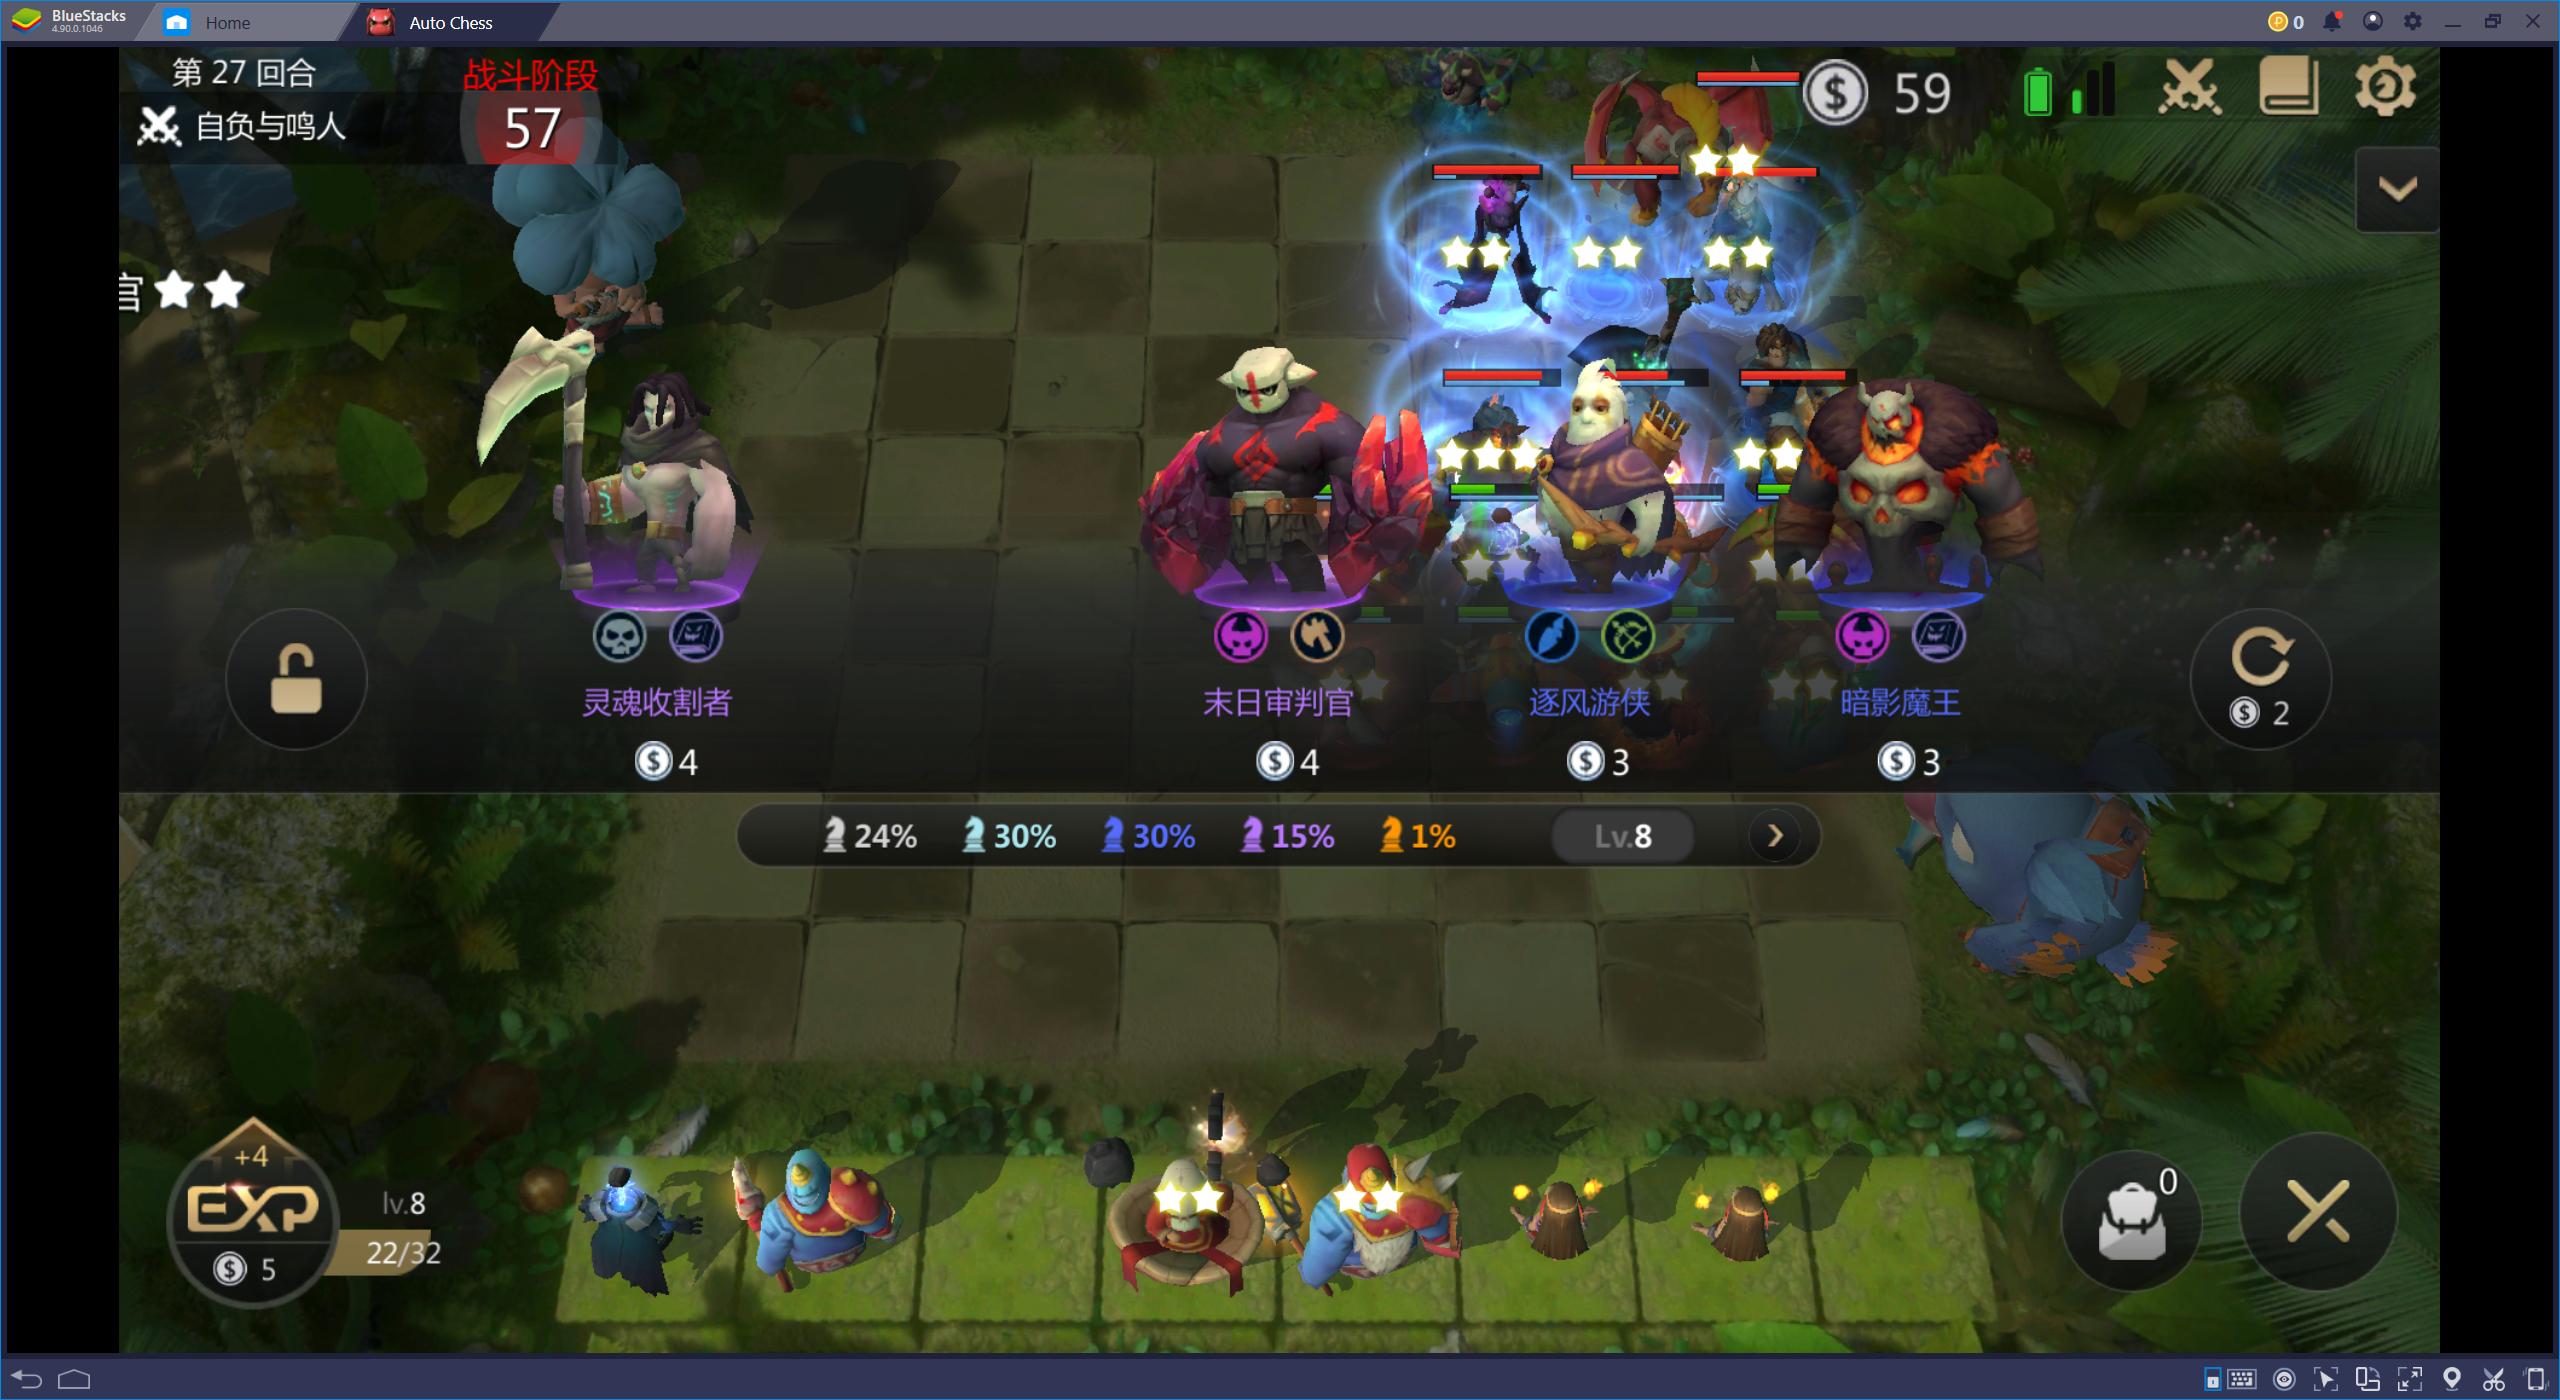 BlueStacks
4.90.0.1046
Home
Auto Chess
0
第 27 回合
战斗阶段
自负与鸣人
57
59
官
灵魂收割者
末日审判官
逐风游侠
暗影魔王
2
4
4
3
3
24%
30%
30%
15%
1%
Lv.8
+4
EXP
5
lv.8
22/32
0